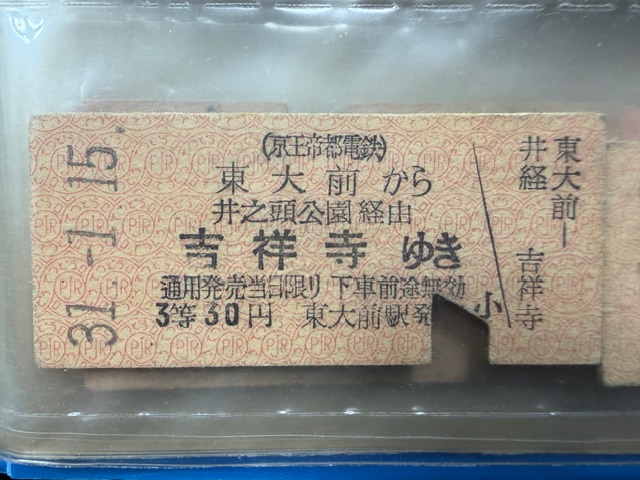 31.-1.15.
(京王帝都電鉄)
東大前から
井之頭公園経由
吉祥寺ゆき
通用発売当日限り 下車前途無効
3等30円 東大前駅発
小
東大前―吉祥寺
井経